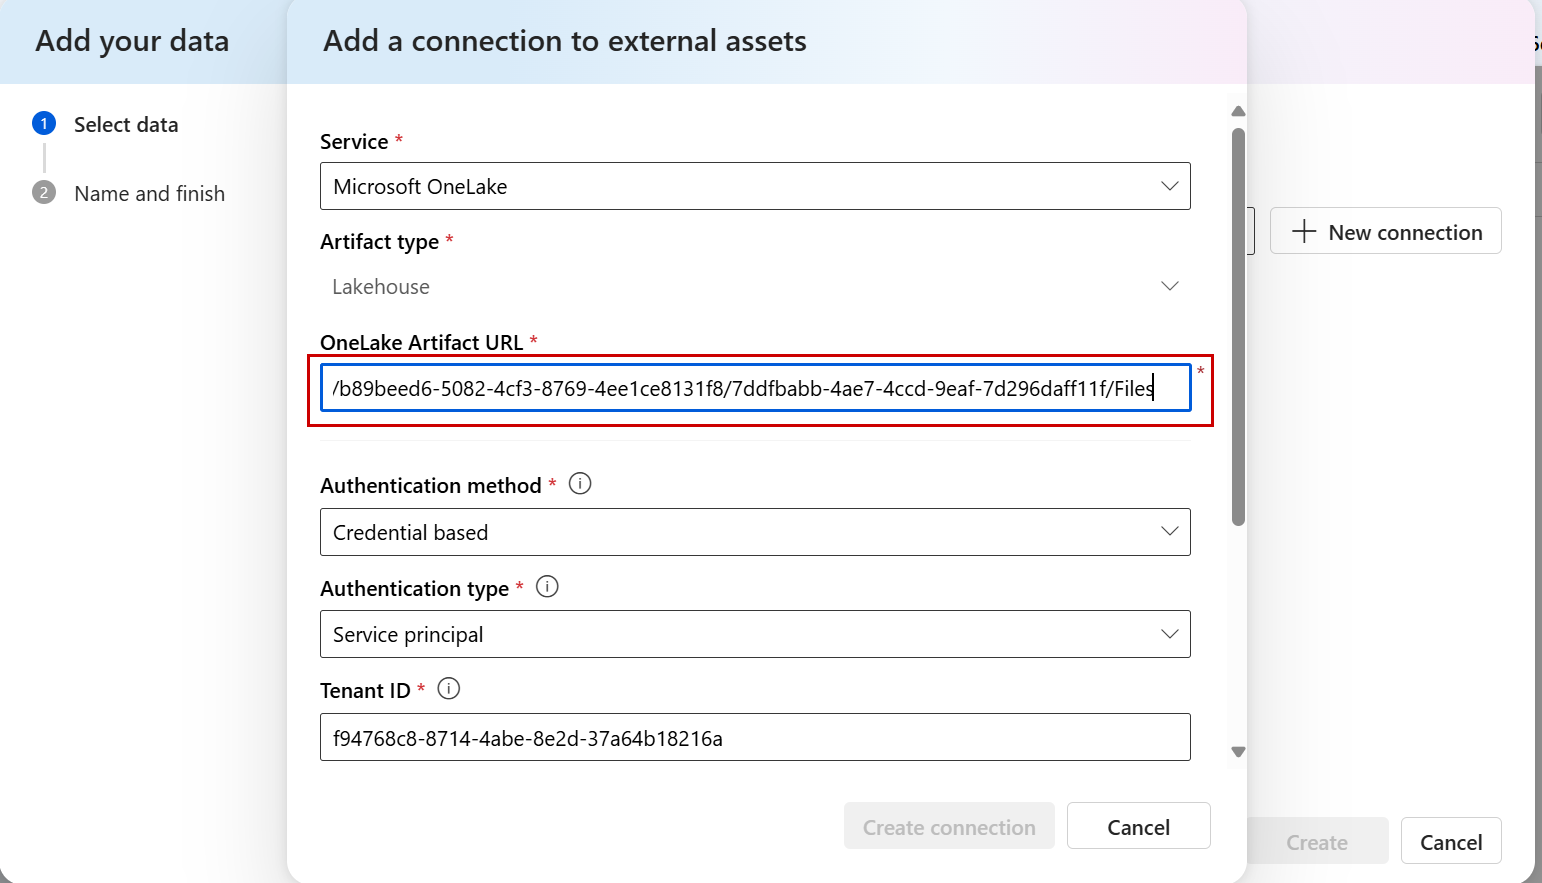 Add your data
Add a connection to external assets
1 Select data
2 Name and finish
Service *
Microsoft OneLake
Artifact type *
Lakehouse
OneLake Artifact URL *
/b89beed6-5082-4cf3-8769-4ee1ce8131f8/7ddfbabb-4ae7-4ccd-9eaf-7d296daff11f/Files
*
Authentication method *
Credential based
Authentication type *
Service principal
Tenant ID *
f94768c8-8714-4abe-8e2d-37a64b18216a
New connection
Create connection
Cancel
Create
Cancel